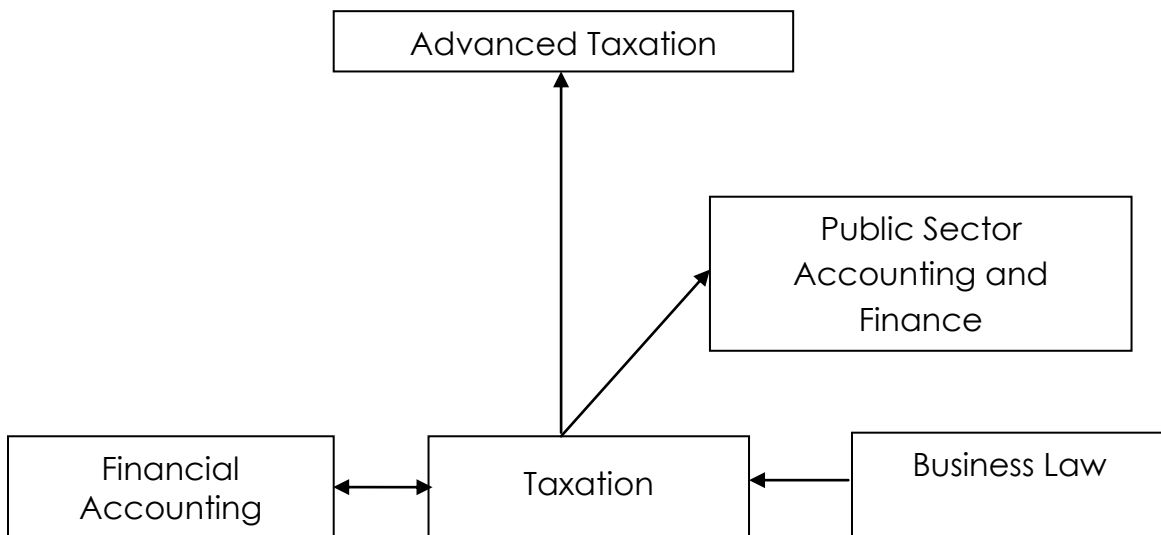 Advanced Taxation
Public Sector
Accounting and
Finance
Financial
Accounting
Taxation
Business Law